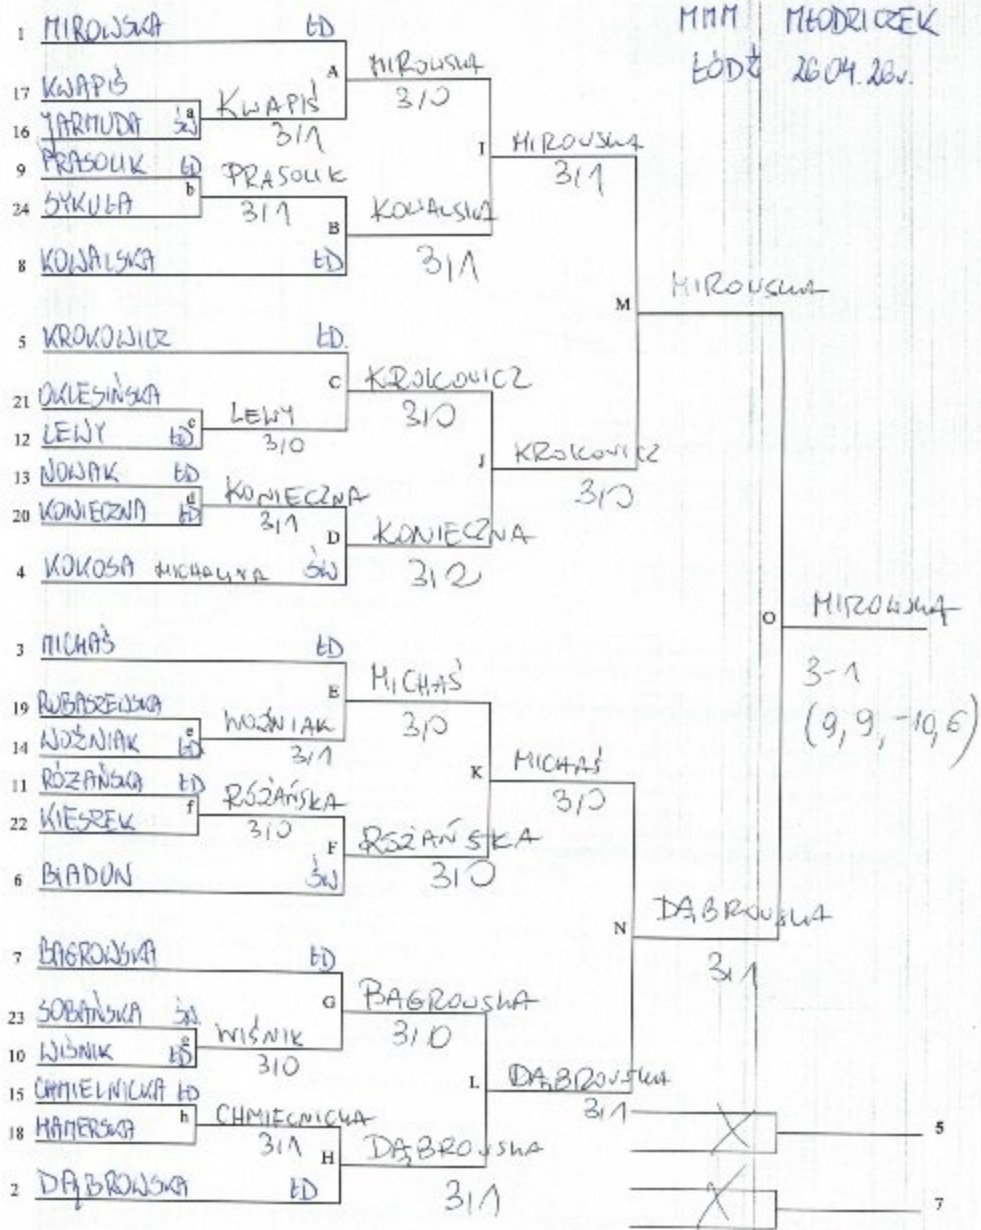 MMM MŁODZICZEK
ŁÓDŹ 26.04.26r.
1 MIROWSKA ŁD
A MIROWSKA
3/0
17 KWAPIŚ
a KWAPIŚ
3/1
16 JARMUDA ŚW
I MIROWSKA
3/1
9 PRASOLIK ŁD
b PRASOLIK
3/1
24 SYKUŁA
B KOWALSKA
3/1
8 KOWALSKA ŁD
M MIROWSKA
5 KROKOWICZ ŁD
C KROKOWICZ
3/0
21 OKLESIŃSKA
c LEWY
3/0
12 LEWY ŁD
J KROKOWICZ
3/0
13 NOWAK ŁD
d KONIECZNA
3/1
20 KONIECZNA ŁD
D KONIECZNA
3/2
4 KOKOSA MICHALINA ŚW
O MIROWSKA
3-1
(9, 9, -10, 6)
3 MICHAŚ ŁD
E MICHAŚ
3/0
19 RUBASZEWSKA
e WOŹNIAK
3/1
14 WOŹNIAK ŁD
K MICHAŚ
3/0
11 RÓŻAŃSKA ŁD
f RÓŻAŃSKA
3/0
22 KIESZEK
F RÓŻAŃSKA
3/0
6 BIADUN ŚW
N DĄBROWSKA
3/1
7 BAGROWSKA ŁD
G BAGROWSKA
3/0
23 SOBAŃSKA ŚW
g WIŚNIK
3/0
10 WIŚNIK ŁD
L DĄBROWSKA
3/1
15 CHMIELNICKA ŁD
h CHMIELNICKA
3/1
18 HAMERSKA
H DĄBROWSKA
3/1
2 DĄBROWSKA ŁD
X 5
X 7